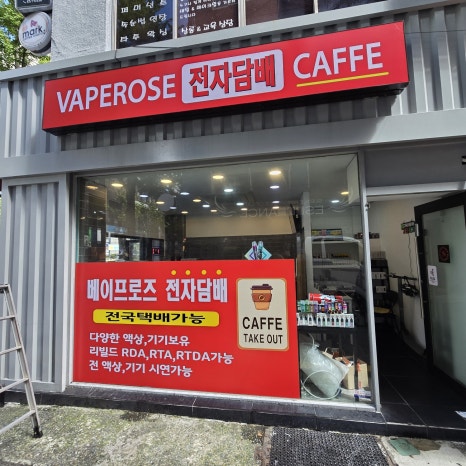 mark.
VAPEROSE 전자담배 CAFFE
베이프로즈 전자담배
전국택배가능
다양한 액상,기기보유
리빌드 RDA,RTA,RTDA가능
전 액상,기기 시연가능
CAFFE
TAKE OUT